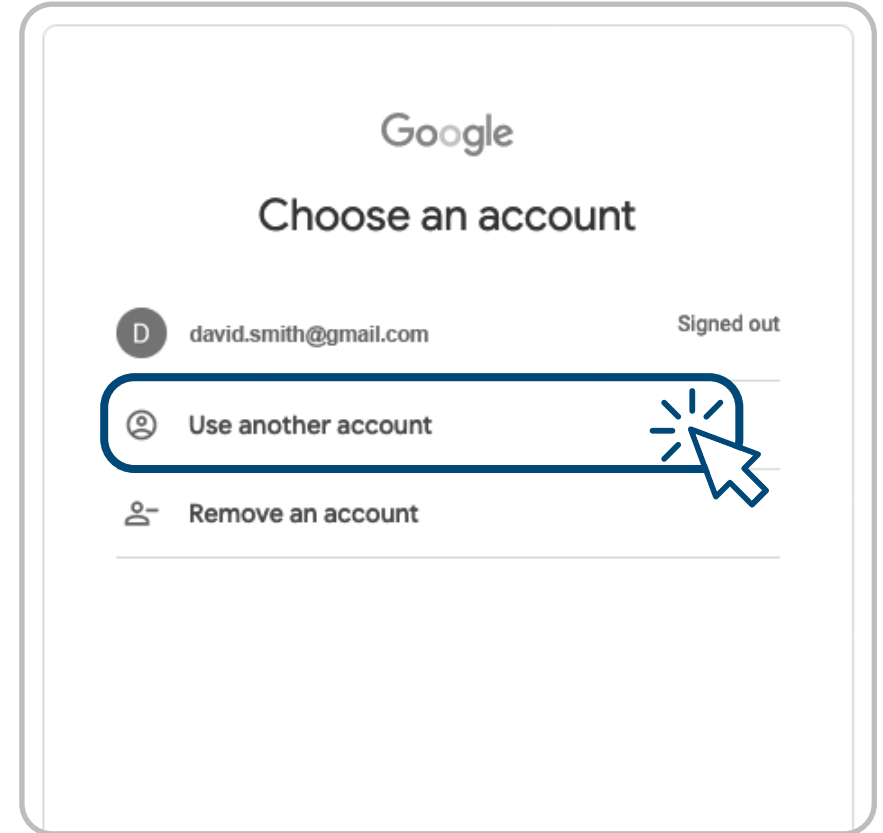 Google
Choose an account
D
david.smith@gmail.com
Signed out
Use another account
Remove an account